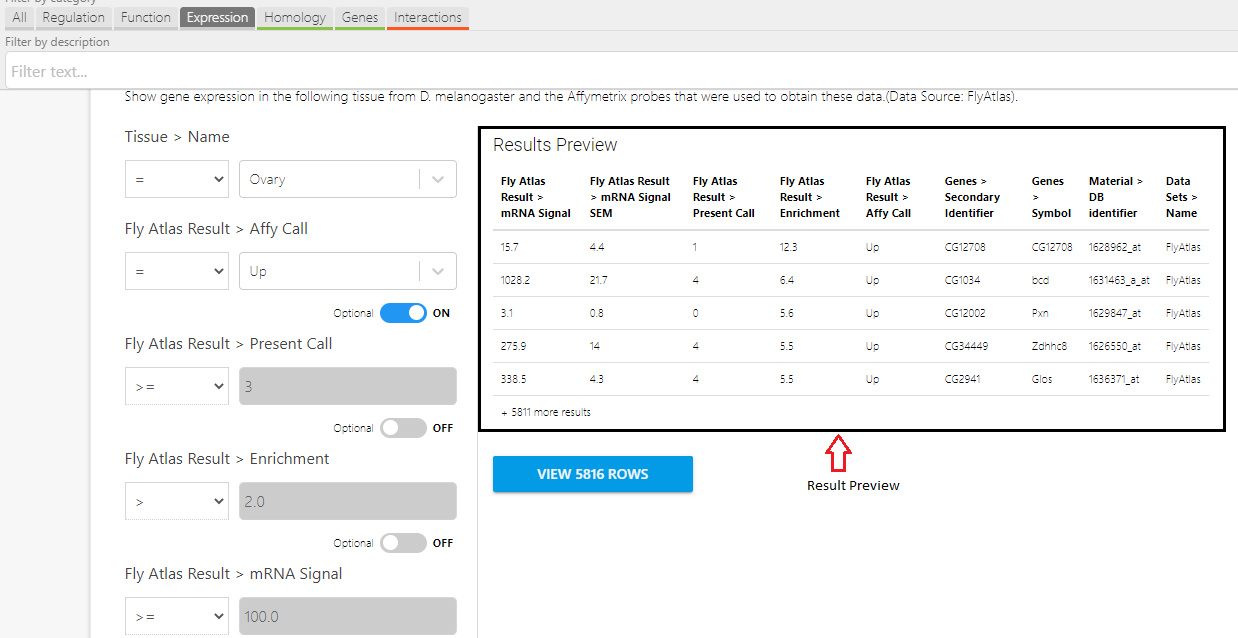 Filter by category
All Regulation Function Expression Homology Genes Interactions
Filter by description
Filter text...
Show gene expression in the following tissue from D. melanogaster and the Affymetrix probes that were used to obtain these data.(Data Source: FlyAtlas).
Tissue > Name
= Ovary
Fly Atlas Result > Affy Call
= Up
Optional ON
Fly Atlas Result > Present Call
>= 3
Optional OFF
Fly Atlas Result > Enrichment
> 2.0
Optional OFF
Fly Atlas Result > mRNA Signal
>= 100.0
Results Preview
Fly Atlas Fly Atlas Result Fly Atlas Fly Atlas Fly Atlas Genes > Genes Material > Data
Result > > mRNA Signal Result > Result > Result > Secondary > DB Sets >
mRNA Signal SEM Present Call Enrichment Affy Call Identifier Symbol identifier Name
15.7 4.4 1 12.3 Up CG12708 CG12708 1628962_at FlyAtlas
1028.2 21.7 4 6.4 Up CG1034 bcd 1631463_a_at FlyAtlas
3.1 0.8 0 5.6 Up CG12002 Pxn 1629847_at FlyAtlas
275.9 14 4 5.5 Up CG34449 Zdhhc8 1626550_at FlyAtlas
338.5 4.3 4 5.5 Up CG2941 Glos 1636371_at FlyAtlas
+ 5811 more results
VIEW 5816 ROWS
Result Preview